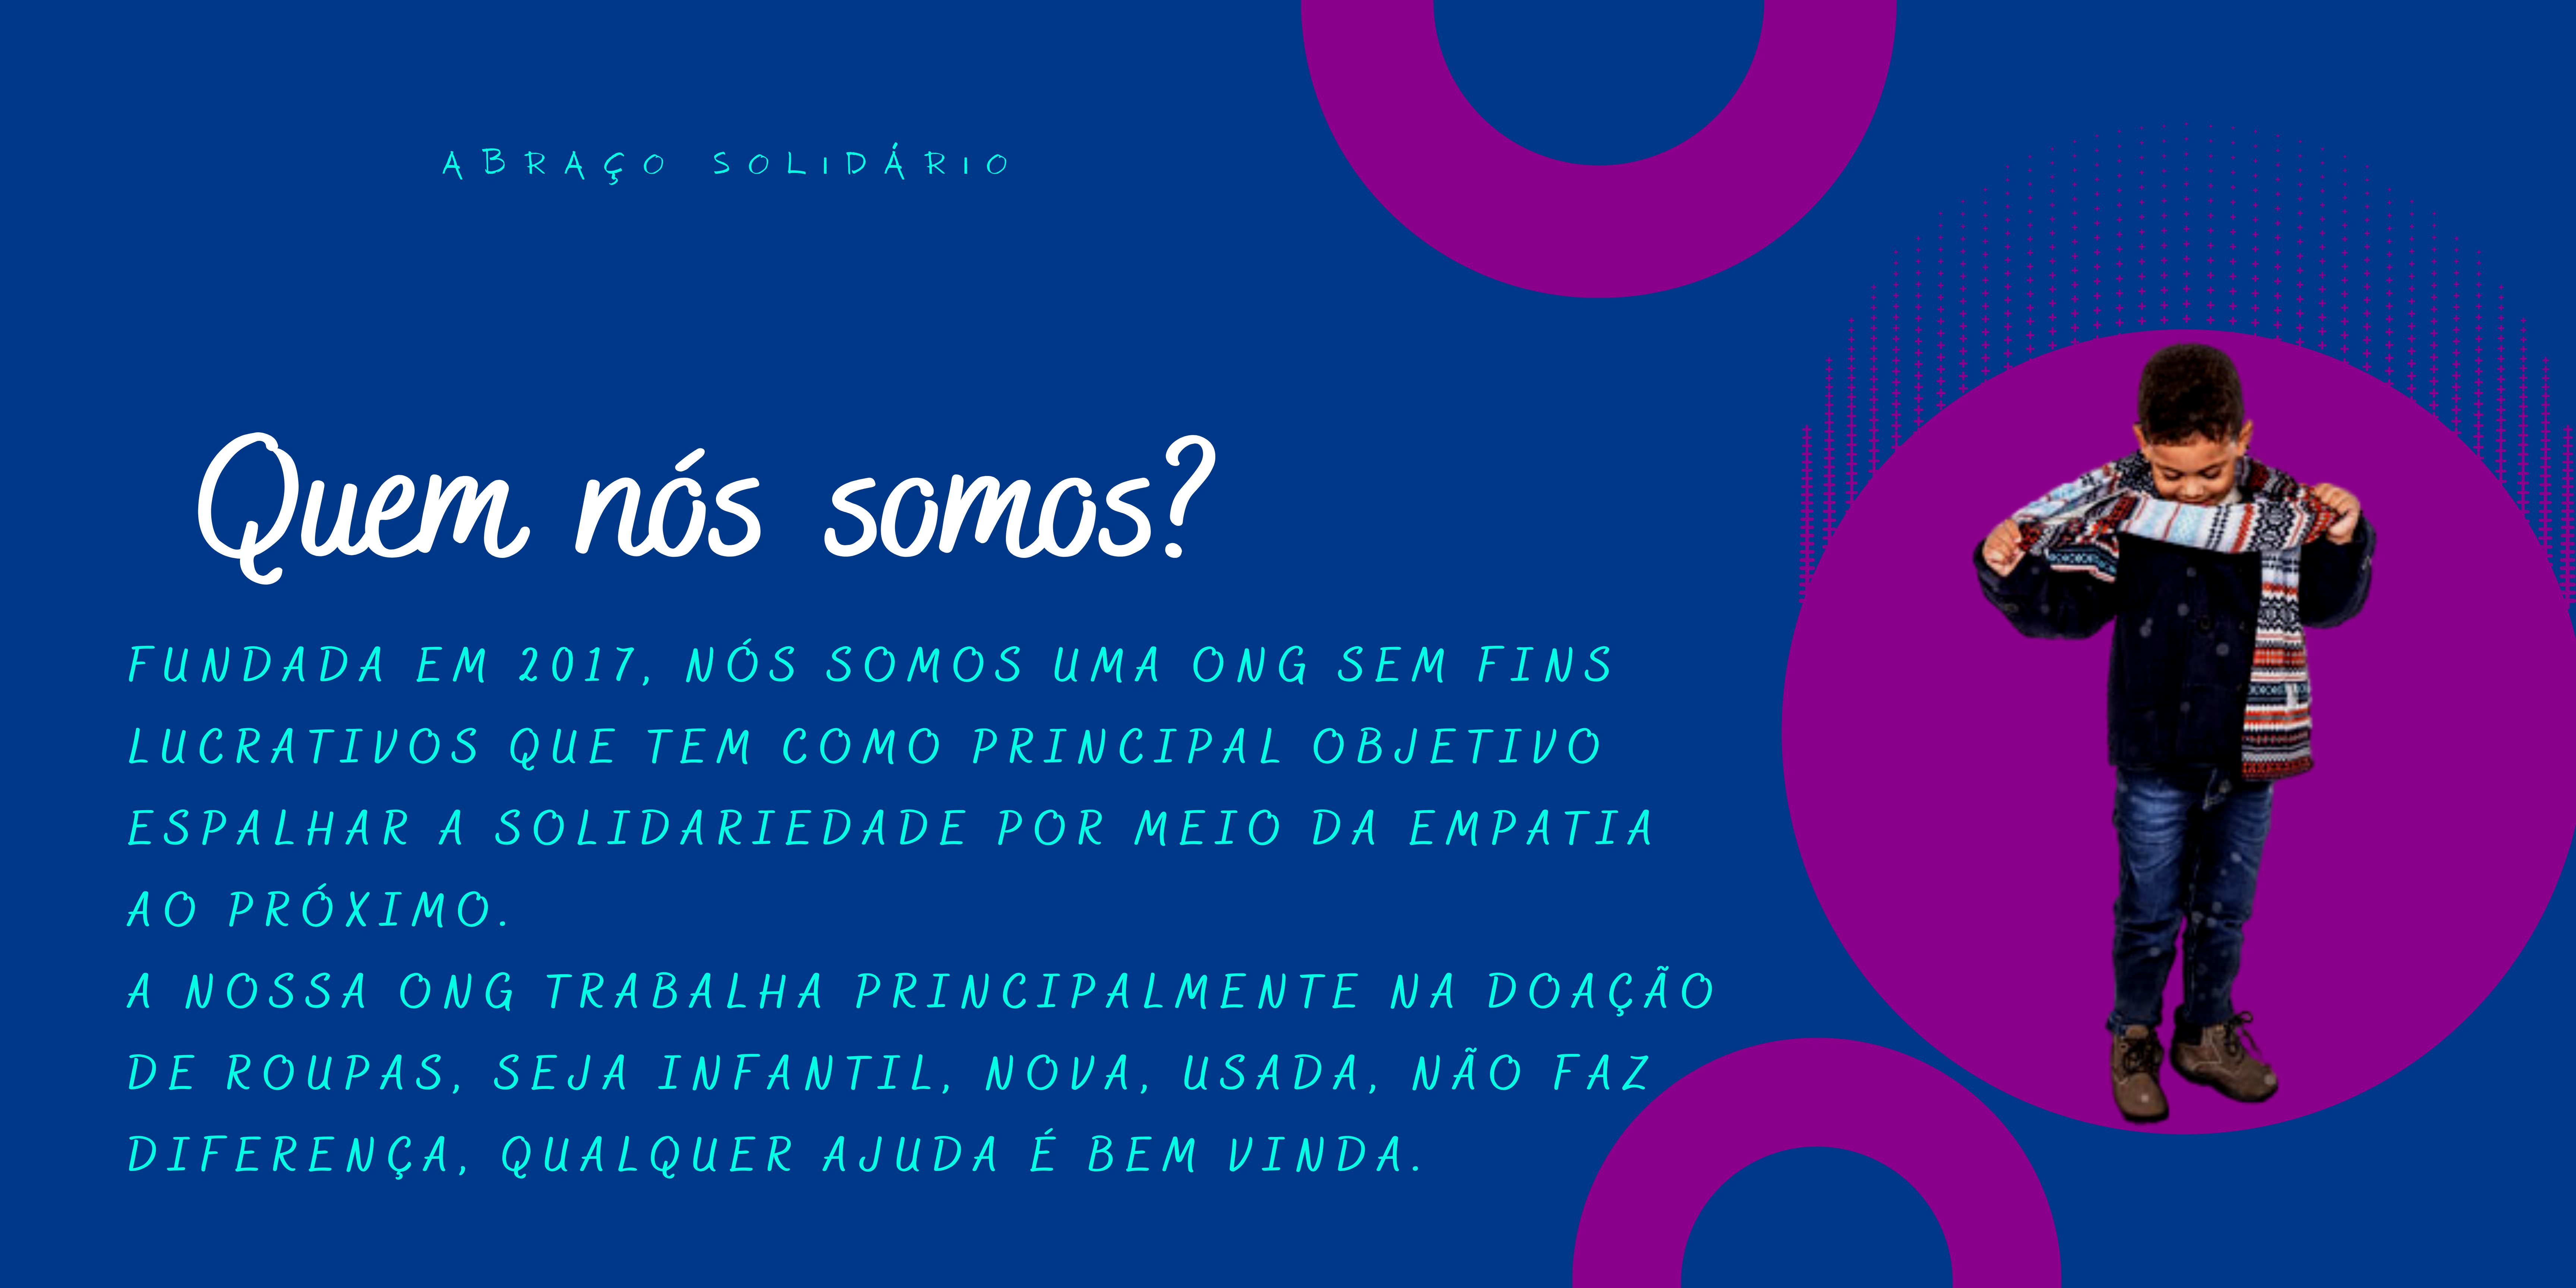 ABRAÇO SOLIDÁRIO
Quem nós somos?
FUNDADA EM 2017, NÓS SOMOS UMA ONG SEM FINS
LUCRATIVOS QUE TEM COMO PRINCIPAL OBJETIVO
ESPALHAR A SOLIDARIEDADE POR MEIO DA EMPATIA
AO PRÓXIMO.
A NOSSA ONG TRABALHA PRINCIPALMENTE NA DOAÇÃO
DE ROUPAS, SEJA INFANTIL, NOVA, USADA, NÃO FAZ
DIFERENÇA, QUALQUER AJUDA É BEM VINDA.